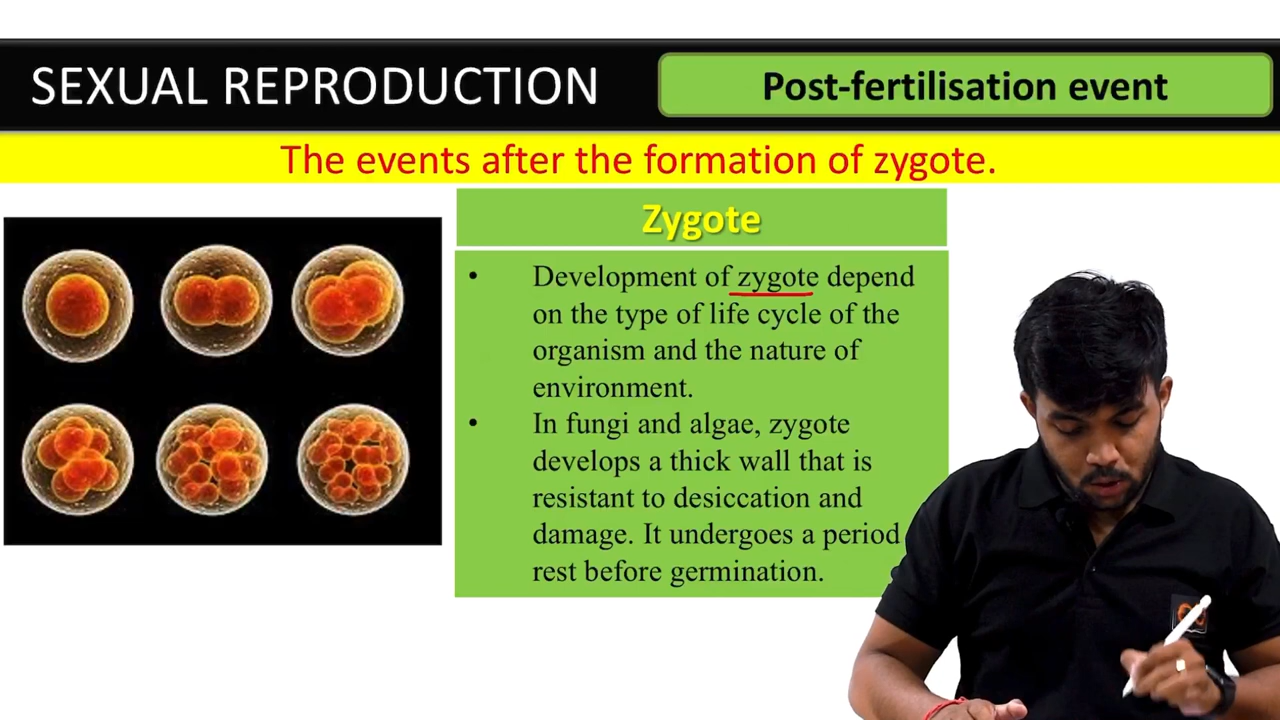 SEXUAL REPRODUCTION
Post-fertilisation event
The events after the formation of zygote.
Zygote
• Development of zygote depend
on the type of life cycle of the
organism and the nature of
environment.
• In fungi and algae, zygote
develops a thick wall that is
resistant to desiccation and
damage. It undergoes a period
rest before germination.